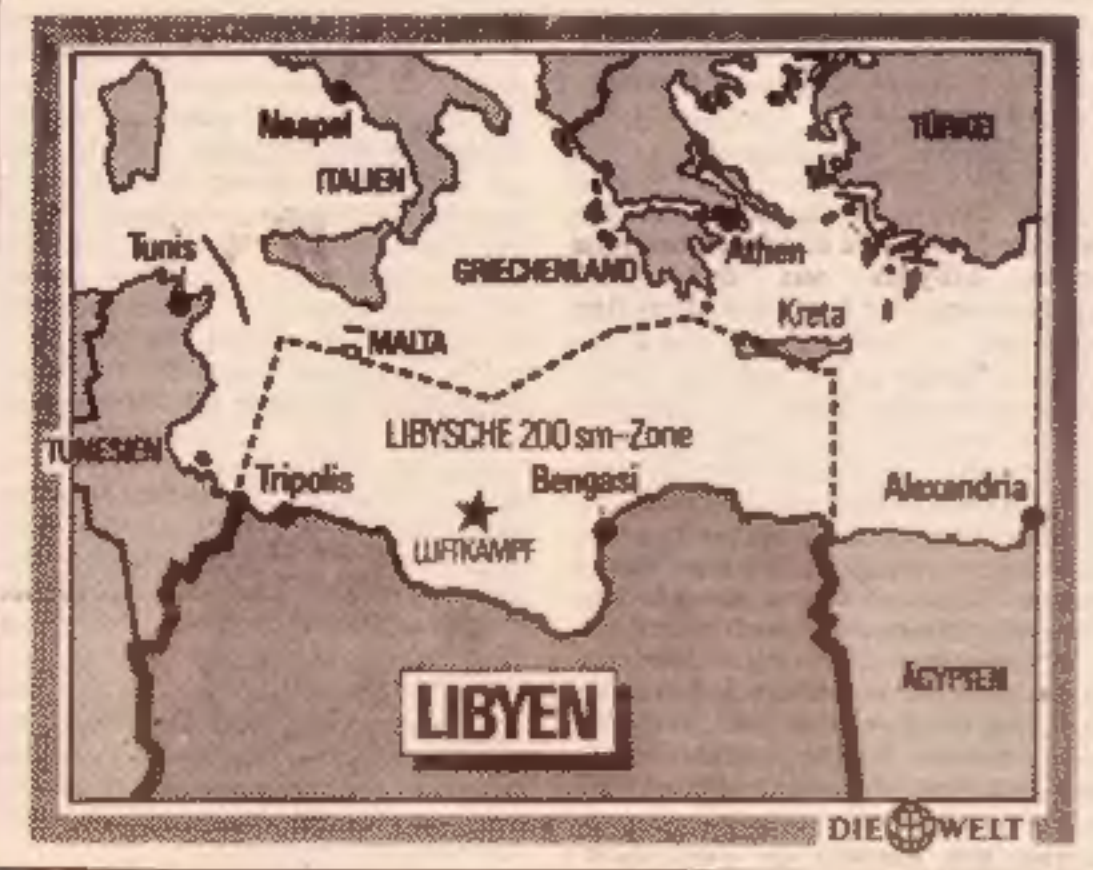 Neapel
TÜRKEI
ITALIEN
Tunis
Athen
GRIECHENLAND
Kreta
MALTA
LIBYSCHE 200 sm-Zone
TUNESIEN
Tripolis
Bengasi
Alexandria
LUFTKAMPF
ÄGYPTEN
LIBYEN
DIE WELT